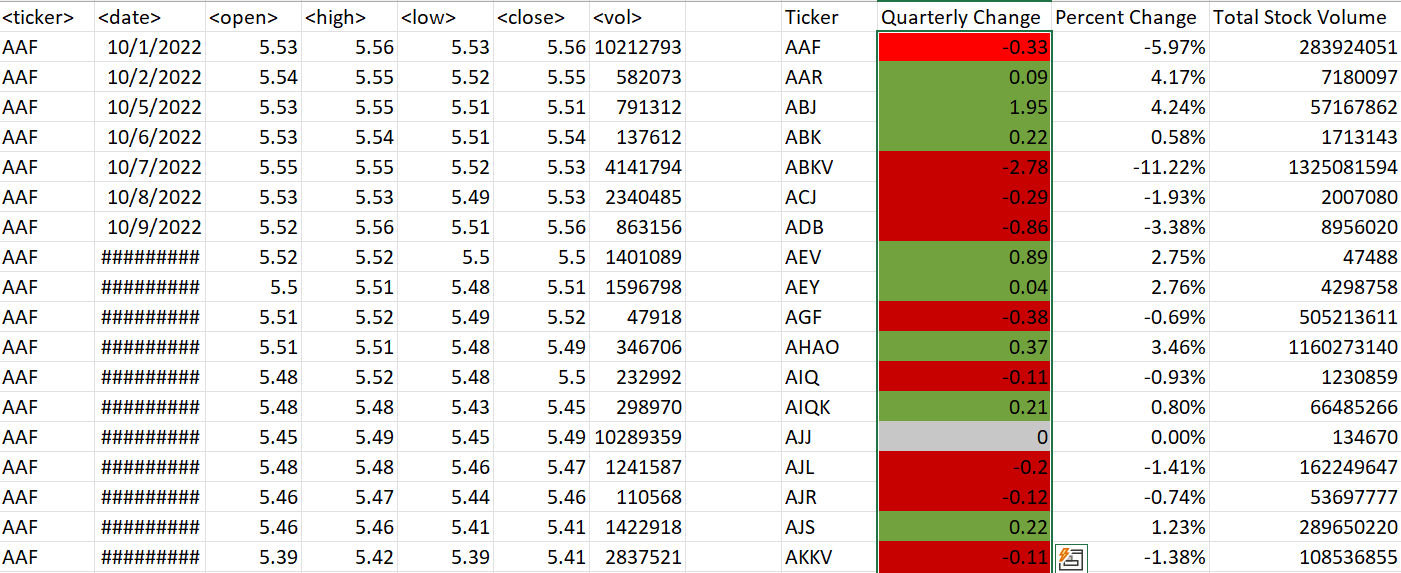 <ticker> <date> <open> <high> <low> <close> <vol> Ticker Quarterly Change Percent Change Total Stock Volume
AAF 10/1/2022 5.53 5.56 5.53 5.56 10212793 AAF -0.33 -5.97% 283924051
AAF 10/2/2022 5.54 5.55 5.52 5.55 582073 AAR 0.09 4.17% 7180097
AAF 10/5/2022 5.53 5.55 5.51 5.51 791312 ABJ 1.95 4.24% 57167862
AAF 10/6/2022 5.53 5.54 5.51 5.54 137612 ABK 0.22 0.58% 1713143
AAF 10/7/2022 5.55 5.55 5.52 5.53 4141794 ABKV -2.78 -11.22% 1325081594
AAF 10/8/2022 5.53 5.53 5.49 5.53 2340485 ACJ -0.29 -1.93% 2007080
AAF 10/9/2022 5.52 5.56 5.51 5.56 863156 ADB -0.86 -3.38% 8956020
AAF ######### 5.52 5.52 5.5 5.5 1401089 AEV 0.89 2.75% 47488
AAF ######### 5.5 5.51 5.48 5.51 1596798 AEY 0.04 2.76% 4298758
AAF ######### 5.51 5.52 5.49 5.52 47918 AGF -0.38 -0.69% 505213611
AAF ######### 5.51 5.51 5.48 5.49 346706 AHAO 0.37 3.46% 1160273140
AAF ######### 5.48 5.52 5.48 5.5 232992 AIQ -0.11 -0.93% 1230859
AAF ######### 5.48 5.48 5.43 5.45 298970 AIQK 0.21 0.80% 66485266
AAF ######### 5.45 5.49 5.45 5.49 10289359 AJJ 0 0.00% 134670
AAF ######### 5.48 5.48 5.46 5.47 1241587 AJL -0.2 -1.41% 162249647
AAF ######### 5.46 5.47 5.44 5.46 110568 AJR -0.12 -0.74% 53697777
AAF ######### 5.46 5.46 5.41 5.41 1422918 AJS 0.22 1.23% 289650220
AAF ######### 5.39 5.42 5.39 5.41 2837521 AKKV -0.11 -1.38% 108536855